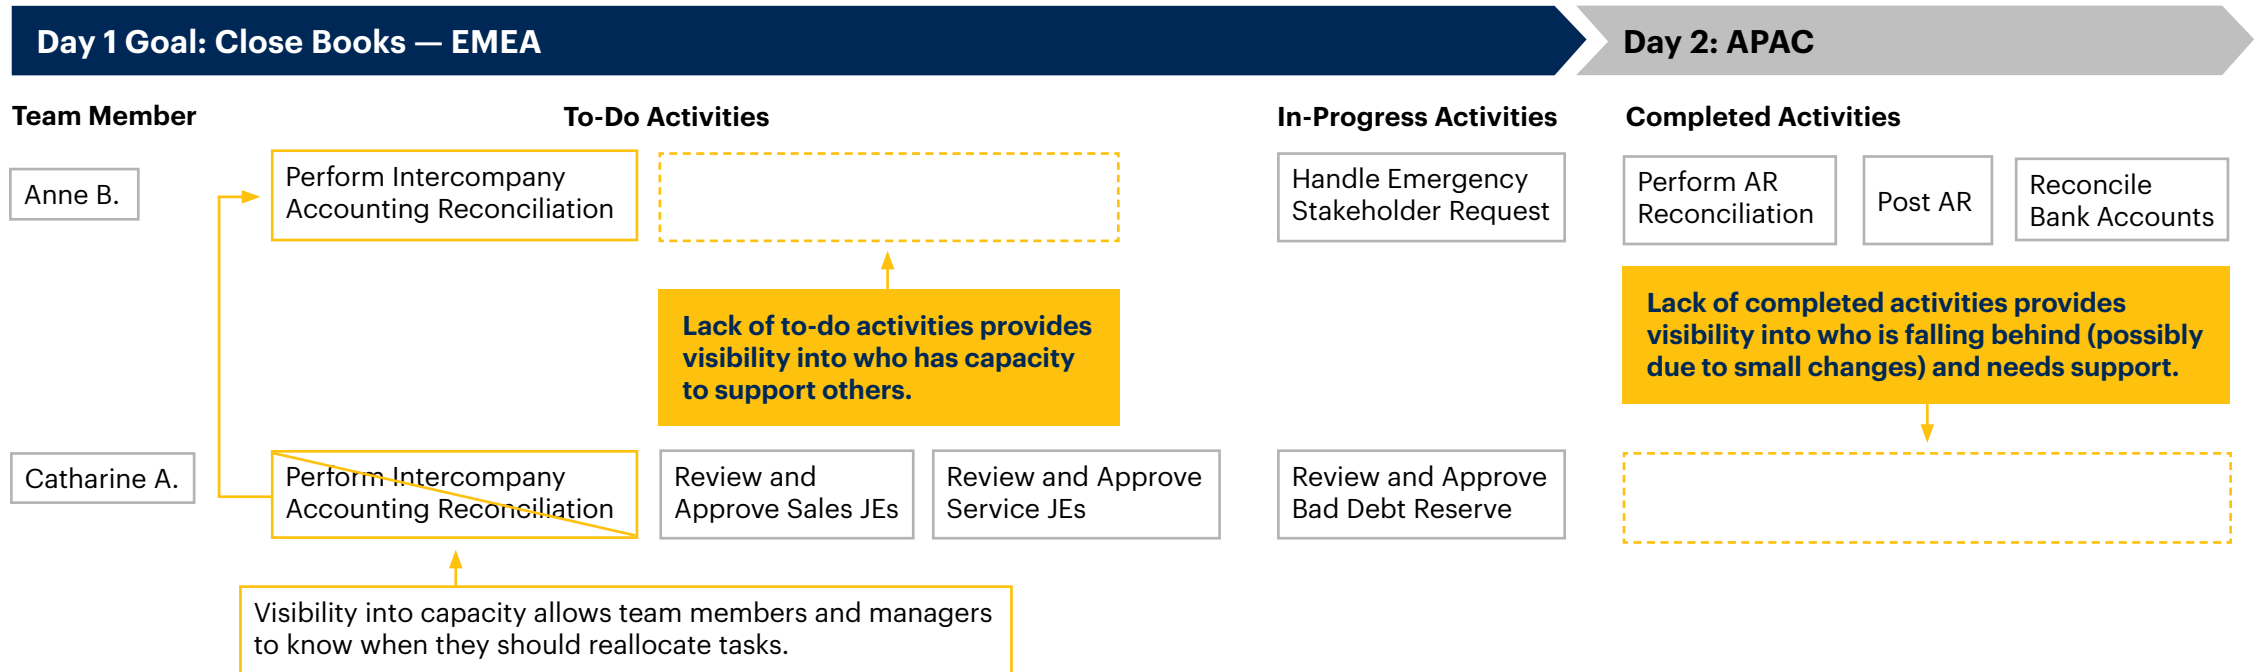 Day 1 Goal: Close Books — EMEA
Day 2: APAC
Team Member
To-Do Activities
In-Progress Activities
Completed Activities
Anne B.
Perform Intercompany
Accounting Reconciliation
Handle Emergency
Stakeholder Request
Perform AR
Reconciliation
Post AR
Reconcile
Bank Accounts
Lack of to-do activities provides
visibility into who has capacity
to support others.
Lack of completed activities provides
visibility into who is falling behind (possibly
due to small changes) and needs support.
Catharine A.
Perform Intercompany
Accounting Reconciliation
Review and
Approve Sales JEs
Review and Approve
Service JEs
Review and Approve
Bad Debt Reserve
Visibility into capacity allows team members and managers
to know when they should reallocate tasks.